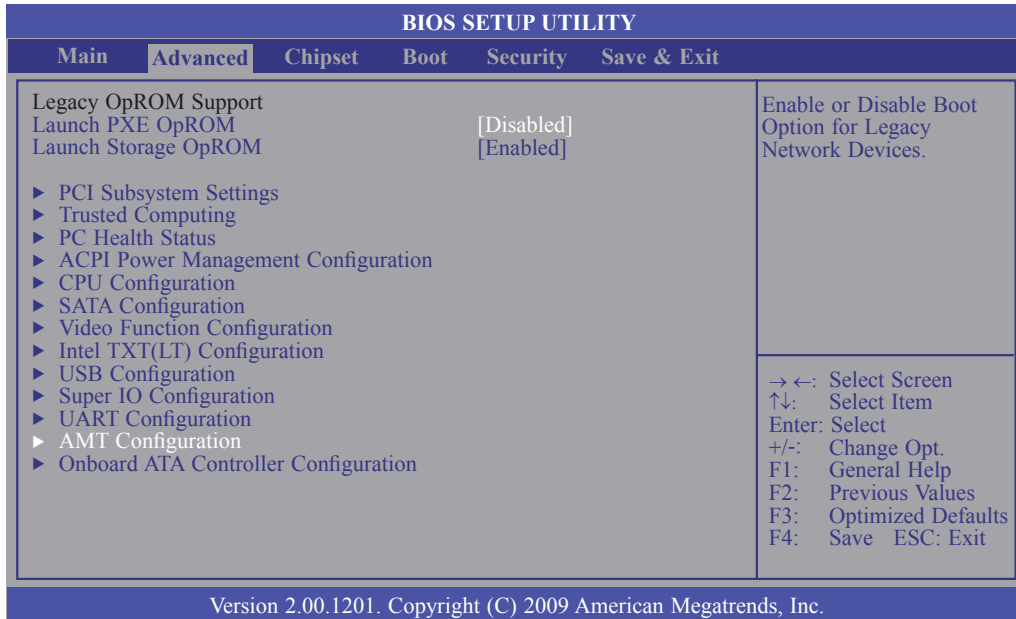 BIOS SETUP UTILITY
Main Advanced Chipset Boot Security Save & Exit
Legacy OpROM Support
Launch PXE OpROM [Disabled]
Launch Storage OpROM [Enabled]
► PCI Subsystem Settings
► Trusted Computing
► PC Health Status
► ACPI Power Management Configuration
► CPU Configuration
► SATA Configuration
► Video Function Configuration
► Intel TXT(LT) Configuration
► USB Configuration
► Super IO Configuration
► UART Configuration
► AMT Configuration
► Onboard ATA Controller Configuration
Enable or Disable Boot
Option for Legacy
Network Devices.
→ ←: Select Screen
↑↓: Select Item
Enter: Select
+/-: Change Opt.
F1: General Help
F2: Previous Values
F3: Optimized Defaults
F4: Save ESC: Exit
Version 2.00.1201. Copyright (C) 2009 American Megatrends, Inc.